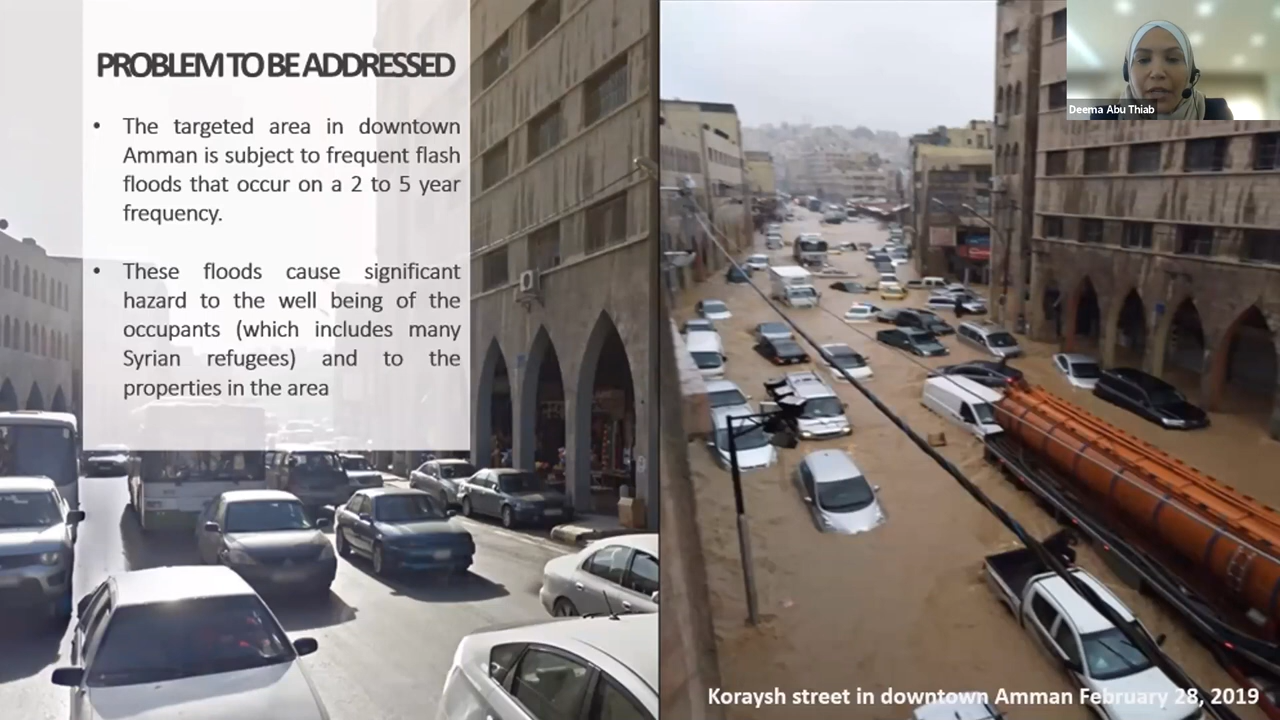 PROBLEM TO BE ADDRESSED
• The targeted area in downtown
Amman is subject to frequent flash
floods that occur on a 2 to 5 year
frequency.
• These floods cause significant
hazard to the well being of the
occupants (which includes many
Syrian refugees) and to the
properties in the area
Deema Abu Thiab
Koraysh street in downtown Amman February 28, 2019